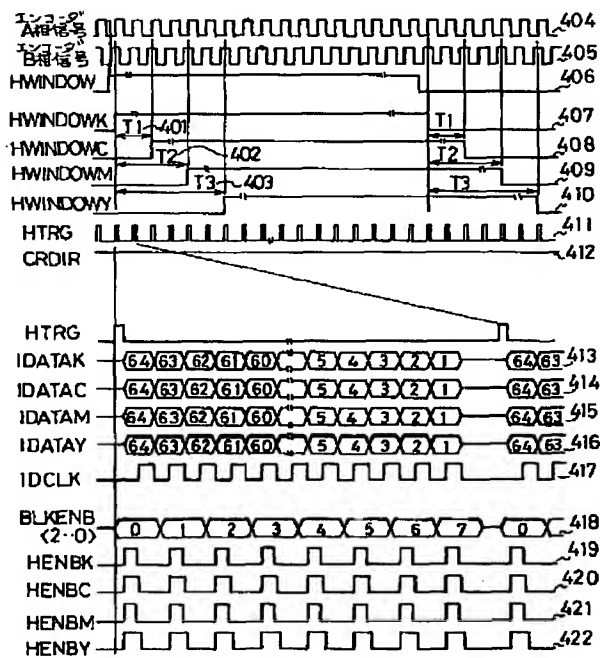 エンコーダ
A相信号 404
エンコーダ
B相信号 405
HWINDOW 406
HWINDOWK 407
T1 401 T1
HWINDOWC 408
T2 402 T2
HWINDOWM 409
T3 403 T3
HWINDOWY 410
HTRG 411
CRDIR 412
HTRG
IDATAK 64 63 62 61 60 5 4 3 2 1 64 63 413
IDATAC 64 63 62 61 60 5 4 3 2 1 64 63 414
IDATAM 64 63 62 61 60 5 4 3 2 1 64 63 415
IDATAY 64 63 62 61 60 5 4 3 2 1 64 63 416
IDCLK 417
BLKENB
<2··0> 0 1 2 3 4 5 6 7 0 418
HENBK 419
HENBC 420
HENBM 421
HENBY 422